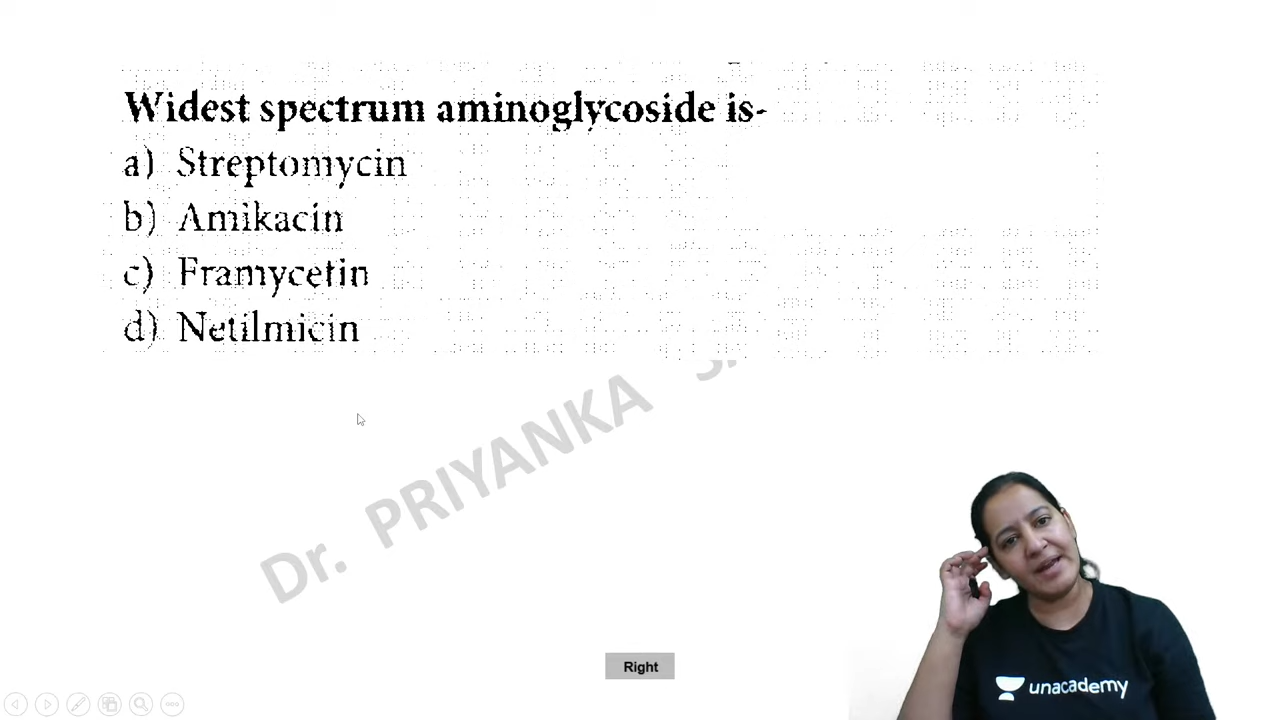 Widest spectrum aminoglycoside is-
a) Streptomycin
b) Amikacin
c) Framycetin
d) Netilmicin
Dr. PRIYANKA
unacademy
Right